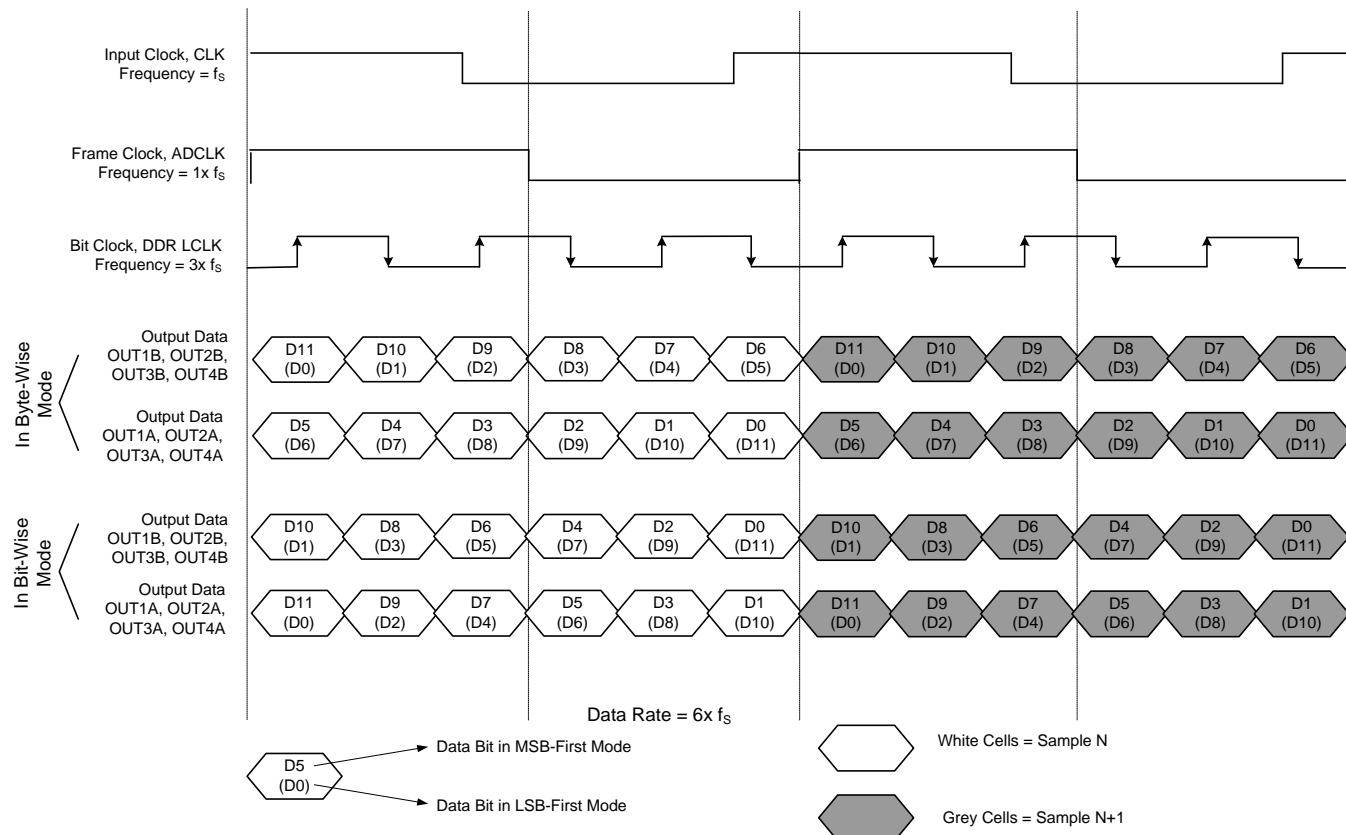 Input Clock, CLK
Frequency = fS
Frame Clock, ADCLK
Frequency = 1x fS
Bit Clock, DDR LCLK
Frequency = 3x fS
In Byte-Wise
Mode
Output Data
OUT1B, OUT2B,
OUT3B, OUT4B
D11 D10 D9 D8 D7 D6 D11 D10 D9 D8 D7 D6
(D0) (D1) (D2) (D3) (D4) (D5) (D0) (D1) (D2) (D3) (D4) (D5)
Output Data
OUT1A, OUT2A,
OUT3A, OUT4A
D5 D4 D3 D2 D1 D0 D5 D4 D3 D2 D1 D0
(D6) (D7) (D8) (D9) (D10) (D11) (D6) (D7) (D8) (D9) (D10) (D11)
In Bit-Wise
Mode
Output Data
OUT1B, OUT2B,
OUT3B, OUT4B
D10 D8 D6 D4 D2 D0 D10 D8 D6 D4 D2 D0
(D1) (D3) (D5) (D7) (D9) (D11) (D1) (D3) (D5) (D7) (D9) (D11)
Output Data
OUT1A, OUT2A,
OUT3A, OUT4A
D11 D9 D7 D5 D3 D1 D11 D9 D7 D5 D3 D1
(D0) (D2) (D4) (D6) (D8) (D10) (D0) (D2) (D4) (D6) (D8) (D10)
Data Rate = 6x fS
D5
(D0)
Data Bit in MSB-First Mode
Data Bit in LSB-First Mode
White Cells = Sample N
Grey Cells = Sample N+1